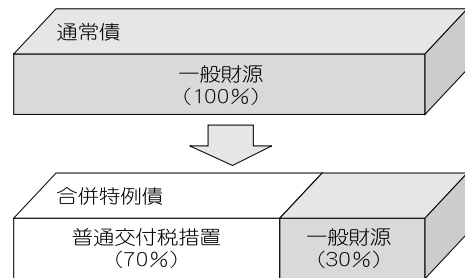 通常債
一般財源
(100%)
合併特例債
普通交付税措置
(70%)
一般財源
(30%)